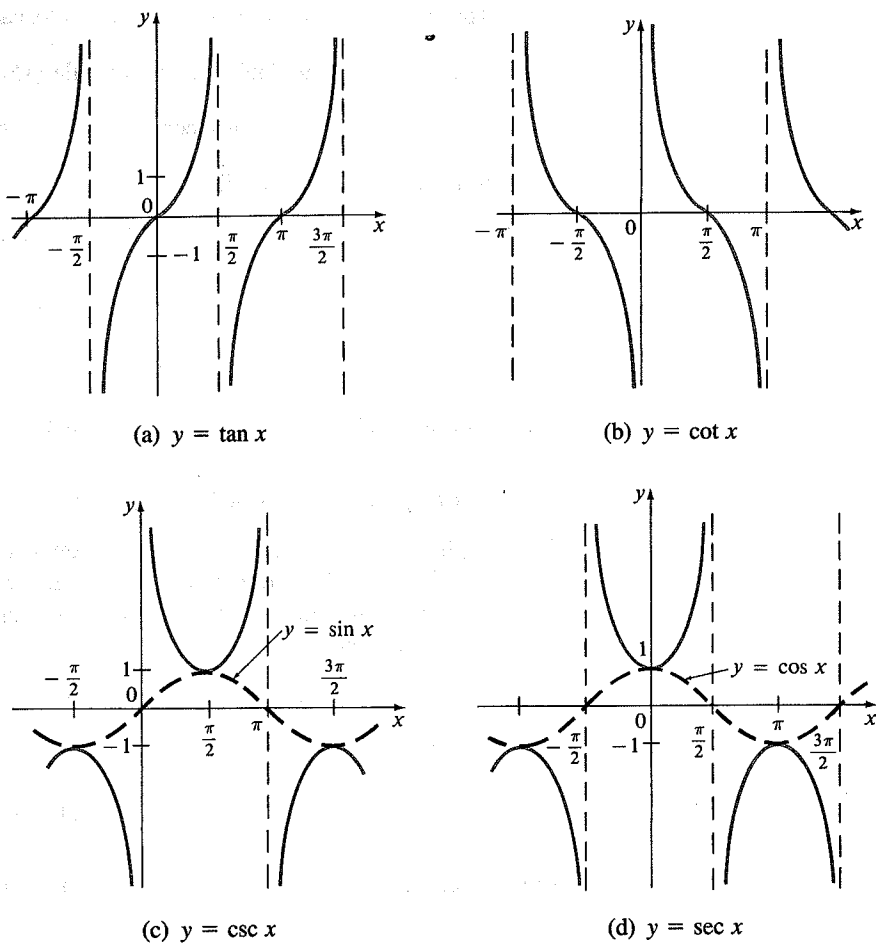 y
1
-π
0
x
-π/2
-1
π/2
π
3π/2
(a) y = tan x
y
-π
-π/2
0
π/2
π
x
(b) y = cot x
y
y = sin x
-π/2
1
0
3π/2
x
-1
π/2
π
(c) y = csc x
y
1
y = cos x
0
x
-π/2
-1
π/2
π
3π/2
(d) y = sec x